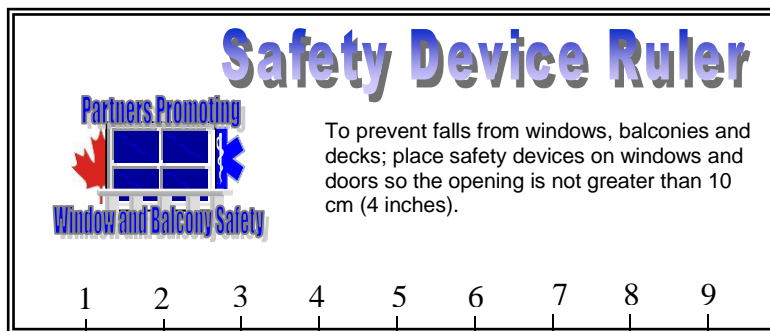 Safety Device Ruler
Partners Promoting
Window and Balcony Safety
To prevent falls from windows, balconies and
decks; place safety devices on windows and
doors so the opening is not greater than 10
cm (4 inches).
1 2 3 4 5 6 7 8 9